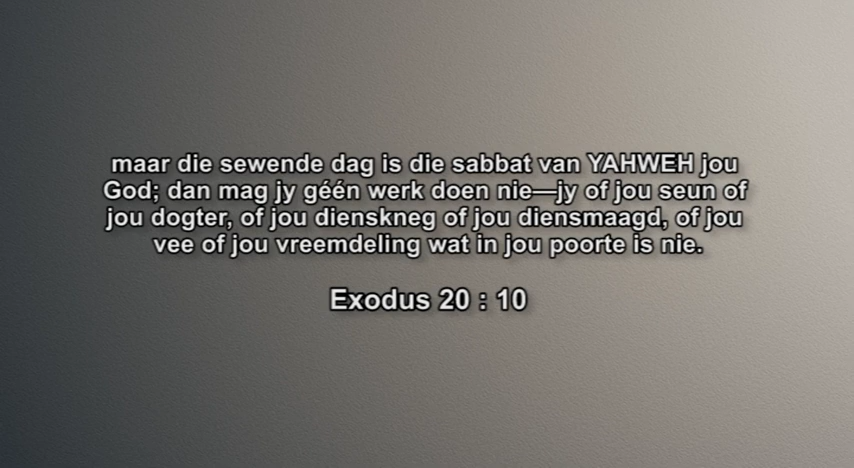 maar die sewende dag is die sabbat van YAHWEH jou
God; dan mag jy géén werk doen nie—jy of jou seun of
jou dogter, of jou dienskneg of jou diensmaagd, of jou
vee of jou vreemdeling wat in jou poorte is nie.
Exodus 20 : 10